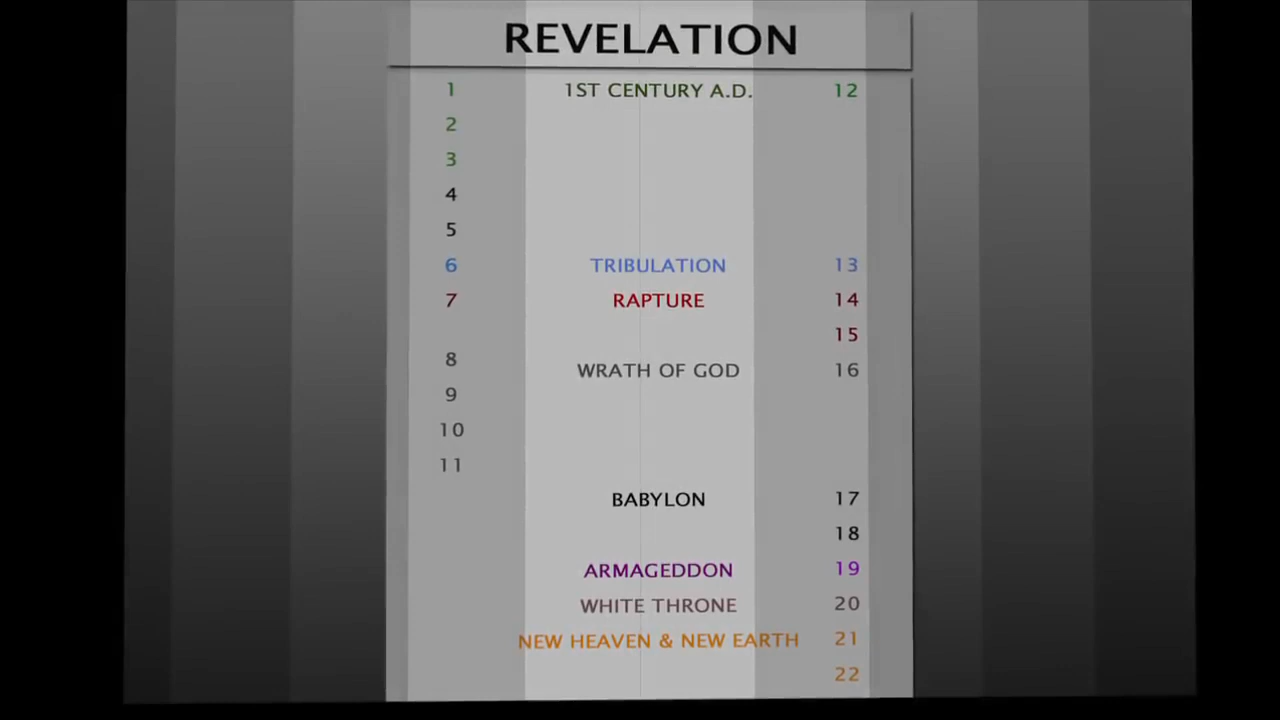 REVELATION
1 1ST CENTURY A.D. 12
2
3
4
5
6 TRIBULATION 13
7 RAPTURE 14
15
8
WRATH OF GOD 16
9
10
11
BABYLON 17
18
ARMAGEDDON 19
WHITE THRONE 20
NEW HEAVEN & NEW EARTH 21
22